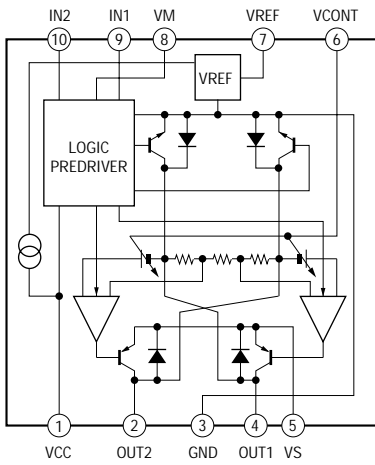 IN2 IN1 VM VREF VCONT
10 9 8 7 6
VREF
LOGIC
PREDRIVER
1 2 3 4 5
VCC OUT2 GND OUT1 VS